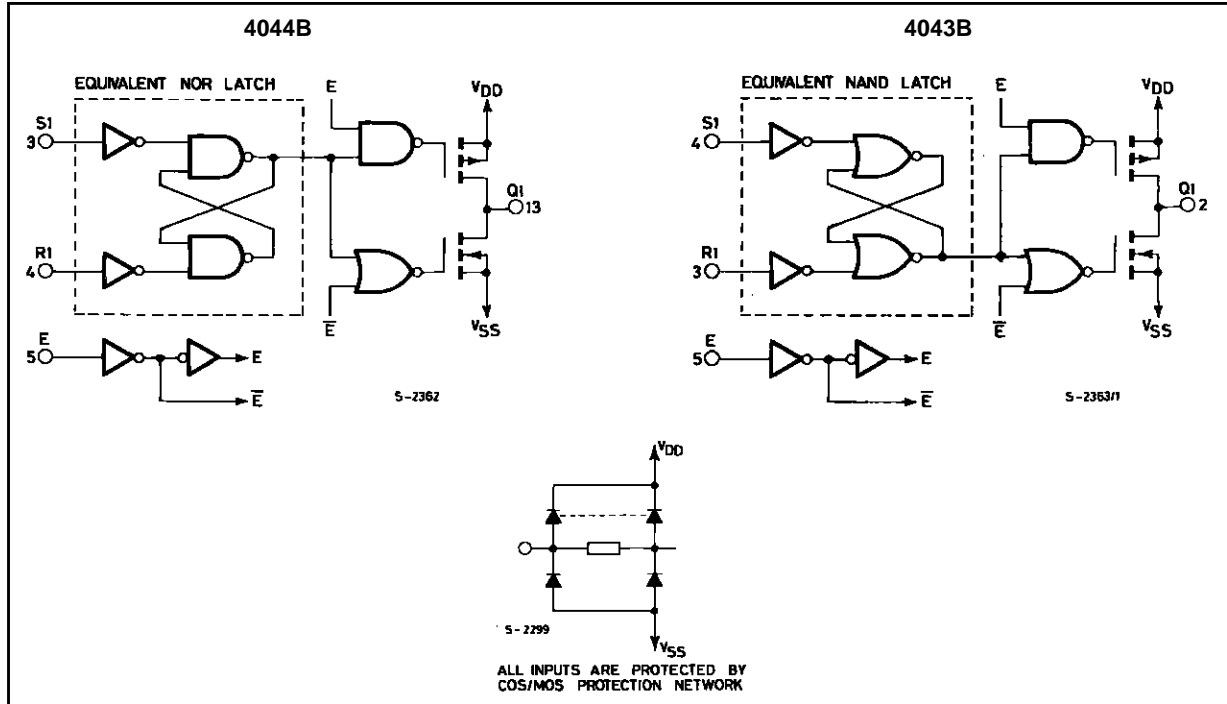 4044B
EQUIVALENT NOR LATCH
E
VDD
S1
3
Q1
13
R1
4
E
VSS
E
5
E
E
S-2362
4043B
EQUIVALENT NAND LATCH
E
VDD
S1
4
Q1
2
R1
3
E
VSS
E
5
E
E
S-2363/1
VDD
S-2299
VSS
ALL INPUTS ARE PROTECTED BY
COS/MOS PROTECTION NETWORK